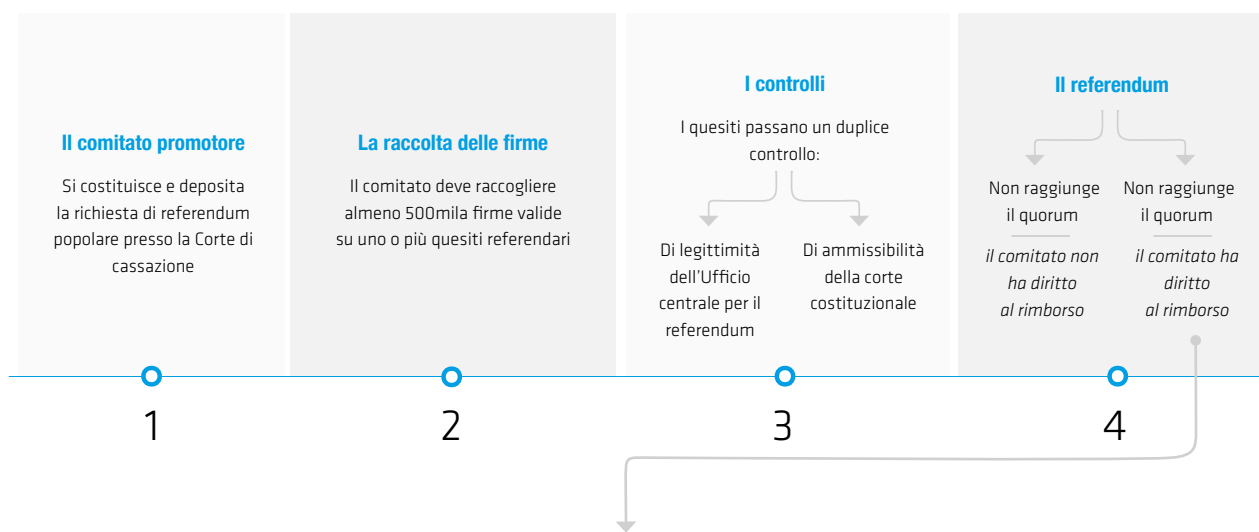 Il comitato promotore
Si costituisce e deposita
la richiesta di referendum
popolare presso la Corte di
cassazione
1
La raccolta delle firme
Il comitato deve raccogliere
almeno 500mila firme valide
su uno o più quesiti referendari
2
I controlli
I quesiti passano un duplice
controllo:
Di legittimità
dell'Ufficio
centrale per il
referendum
Di ammissibilità
della corte
costituzionale
3
Il referendum
Non raggiunge
il quorum
il comitato non
ha diritto
al rimborso
Non raggiunge
il quorum
il comitato ha
diritto
al rimborso
4